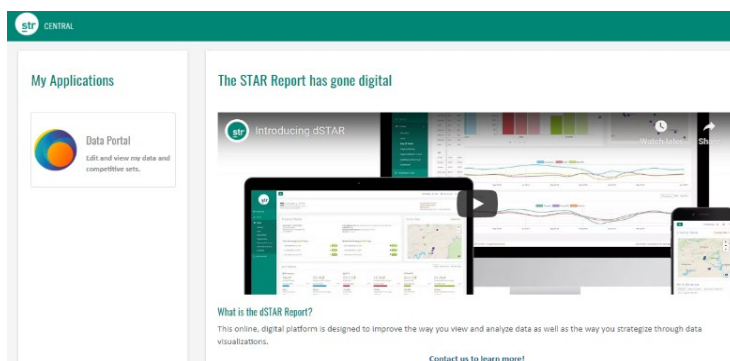 str CENTRAL
My Applications
Data Portal
Edit and view my data and
competitive sets.
The STAR Report has gone digital
str Introducing dSTAR
Watch later Share
What is the dSTAR Report?
This online, digital platform is designed to improve the way you view and analyze data as well as the way you strategize through data
visualizations.
Contact us to learn more!